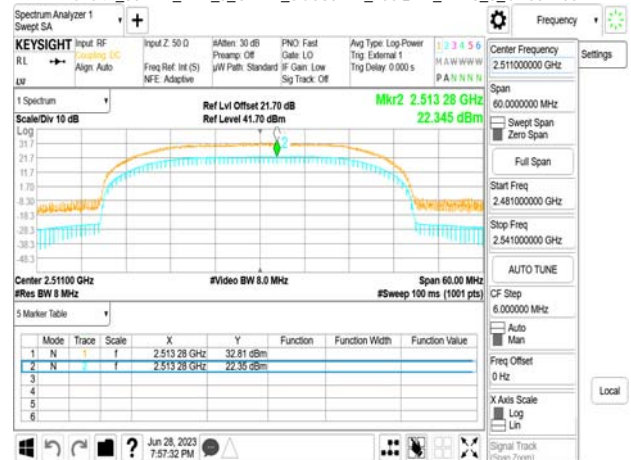 Spectrum Analyzer 1
Swept SA
Frequency
KEYSIGHT
RL
Input: RF
Coupling: DC
Align: Auto
Input Z: 50 Ω
Freq Ref: Int (S)
NFE: Adaptive
#Atten: 30 dB
Preamp: Off
µW Path: Standard
PNO: Fast
Gate: LO
IF Gain: Low
Sig Track: Off
Avg Type: Log-Power
Trig: External 1
Trig Delay: 0.000 s
1 2 3 4 5 6
M A W W W W
P A N N N N
1 Spectrum
Scale/Div 10 dB
Log
Ref Lvl Offset 21.70 dB
Ref Level 41.70 dBm
Mkr2 2.513 28 GHz
22.345 dBm
31.7
21.7
11.7
1.70
-8.30
-18.3
-28.3
-38.3
-48.3
2
Center 2.51100 GHz
#Res BW 8 MHz
#Video BW 8.0 MHz
Span 60.00 MHz
#Sweep 100 ms (1001 pts)
5 Marker Table
Mode Trace Scale X Y Function Function Width Function Value
1 N 1 f 2.513 28 GHz 32.81 dBm
2 N 2 f 2.513 28 GHz 22.35 dBm
3
4
5
6
Jun 28, 2023
7:57:32 PM
Center Frequency
2.511000000 GHz
Settings
Span
60.0000000 MHz
Swept Span
Zero Span
Full Span
Start Freq
2.481000000 GHz
Stop Freq
2.541000000 GHz
AUTO TUNE
CF Step
6.000000 MHz
Auto
Man
Freq Offset
0 Hz
X Axis Scale
Log
Lin
Local
Signal Track
(Span Zoom)